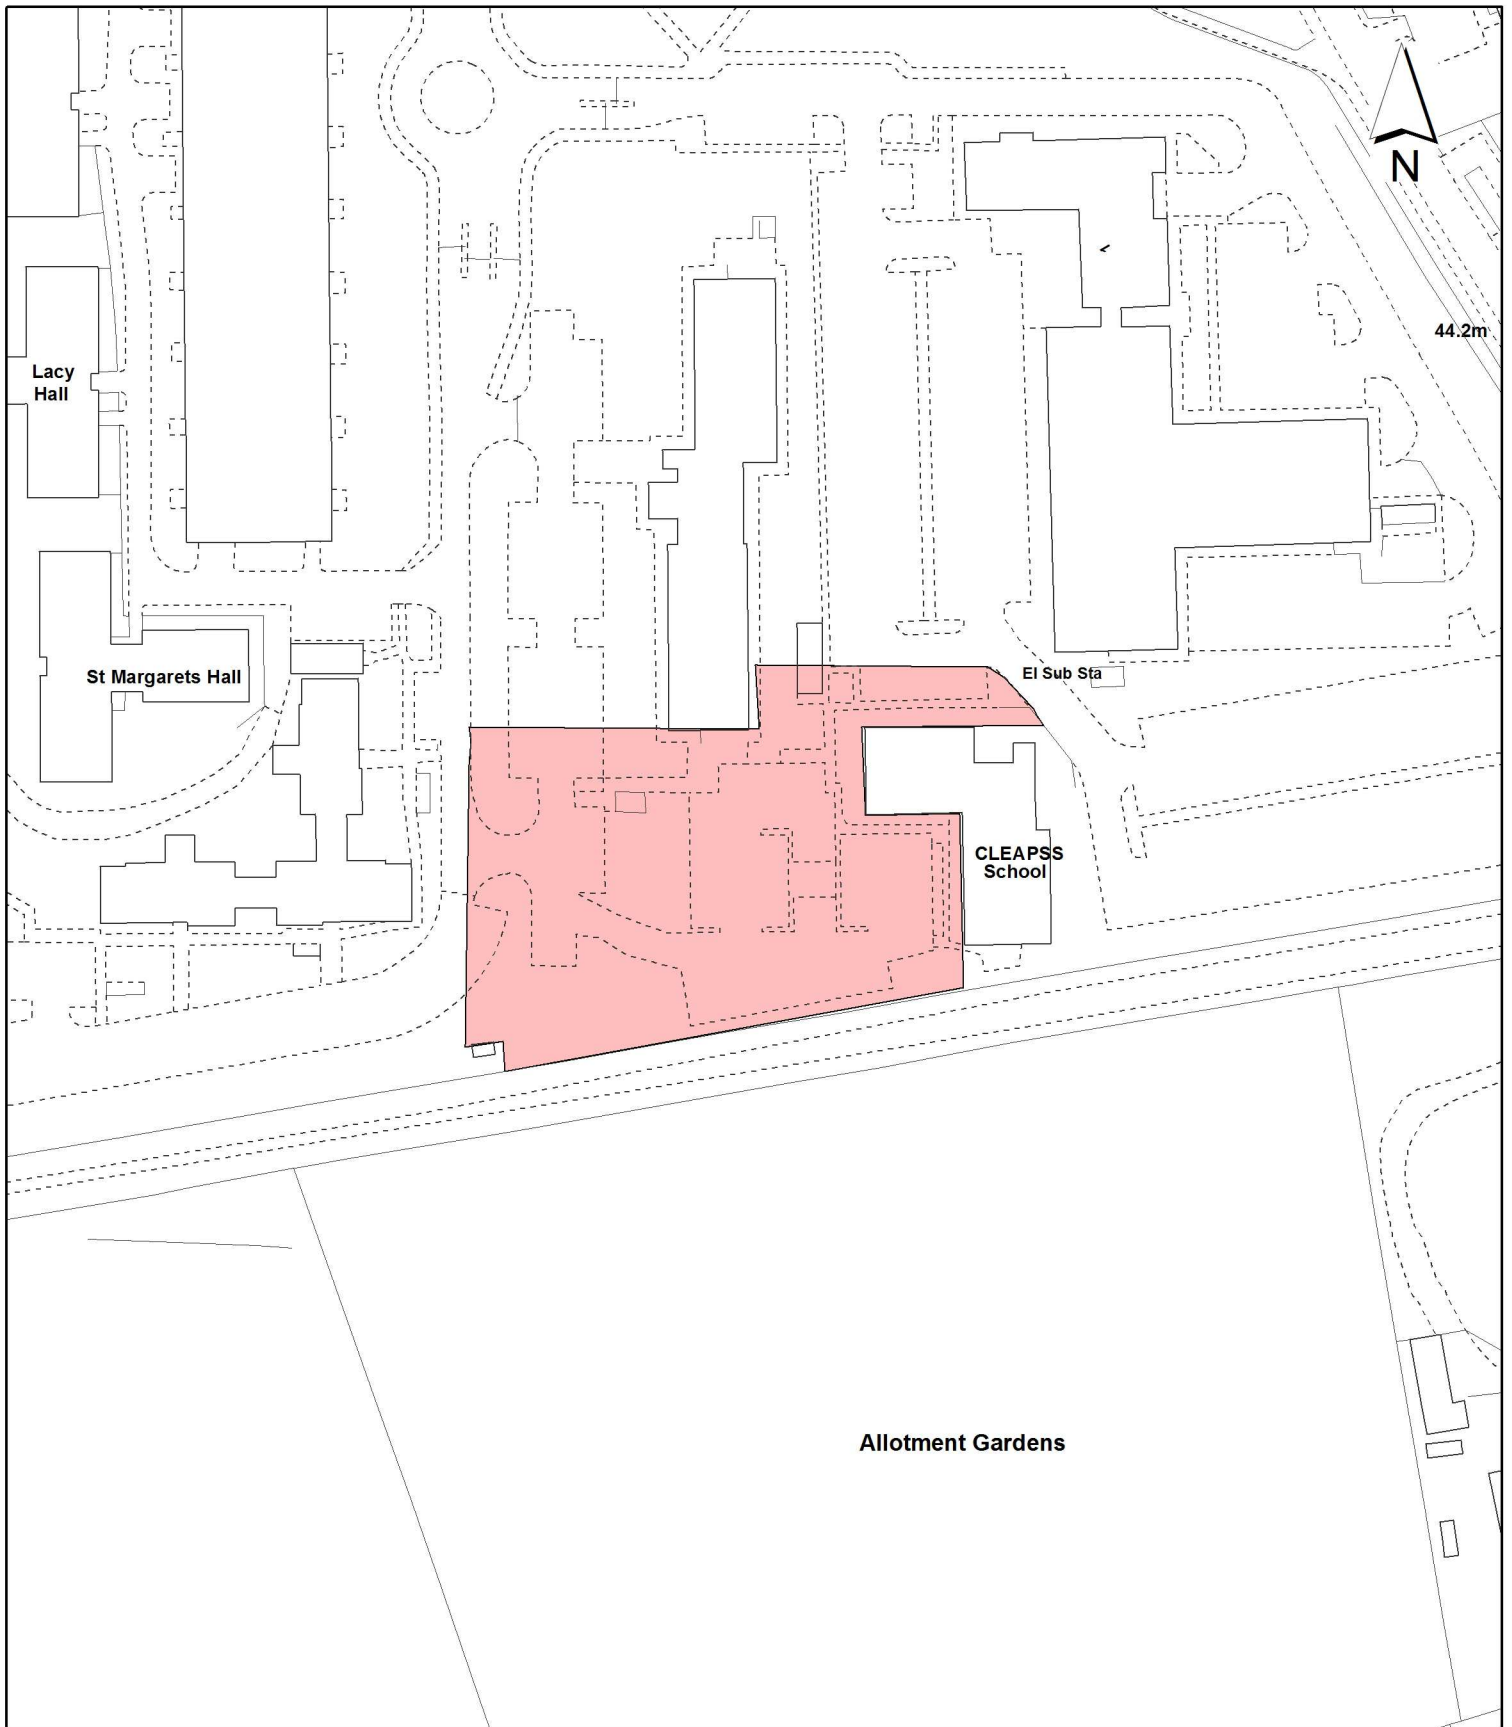 N
44.2m
Lacy
Hall
St Margarets Hall
El Sub Sta
CLEAPSS
School
Allotment Gardens